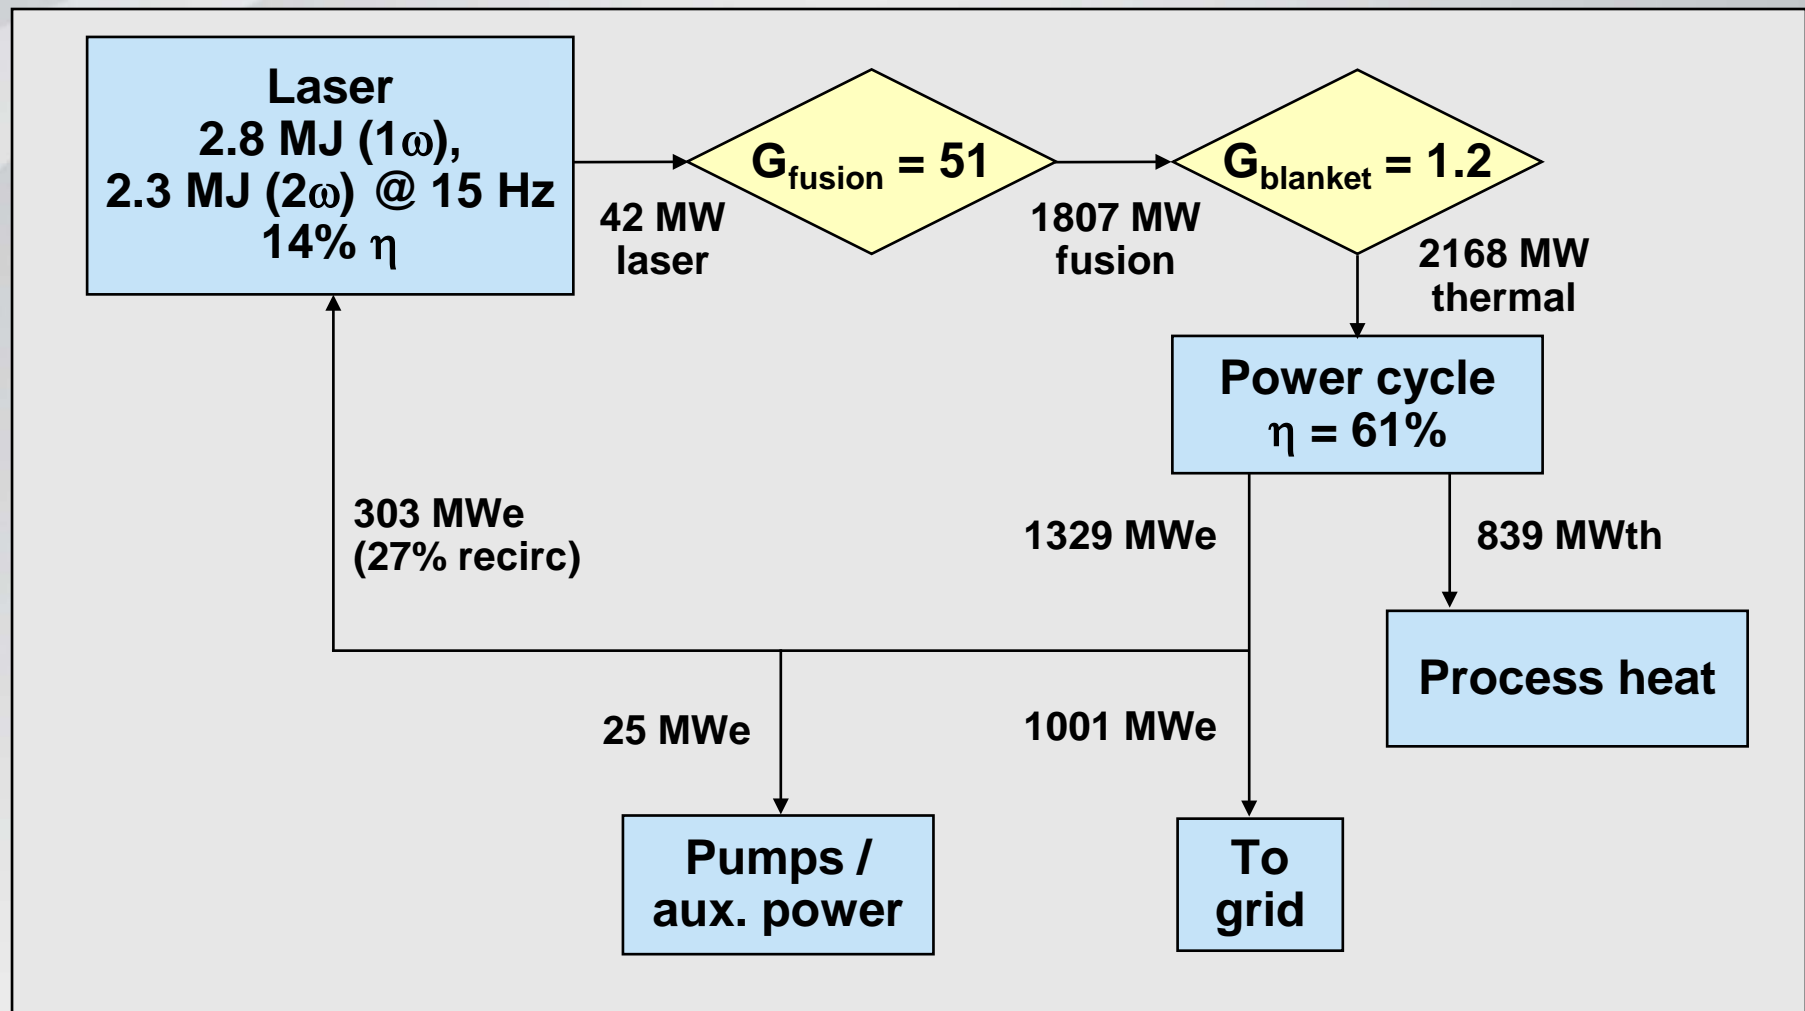 Laser
2.8 MJ (1ω),
2.3 MJ (2ω) @ 15 Hz
14% η
42 MW
laser
G_fusion = 51
1807 MW
fusion
G_blanket = 1.2
2168 MW
thermal
Power cycle
η = 61%
303 MWe
(27% recirc)
1329 MWe
839 MWth
Process heat
25 MWe
1001 MWe
Pumps /
aux. power
To
grid